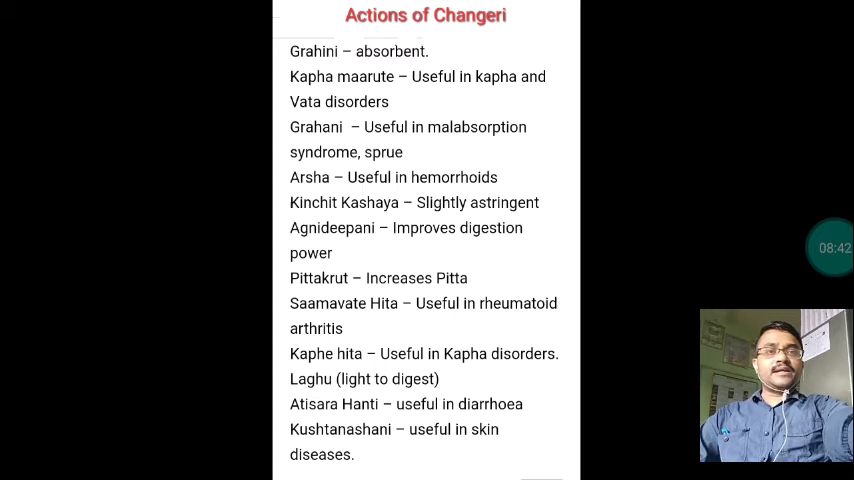 Actions of Changeri
Grahini – absorbent.
Kapha maarute – Useful in kapha and
Vata disorders
Grahani – Useful in malabsorption
syndrome, sprue
Arsha – Useful in hemorrhoids
Kinchit Kashaya – Slightly astringent
Agnideepani – Improves digestion
power
Pittakrut – Increases Pitta
Saamavate Hita – Useful in rheumatoid
arthritis
Kaphe hita – Useful in Kapha disorders.
Laghu (light to digest)
Atisara Hanti – useful in diarrhoea
Kushtanashani – useful in skin
diseases.
08:42